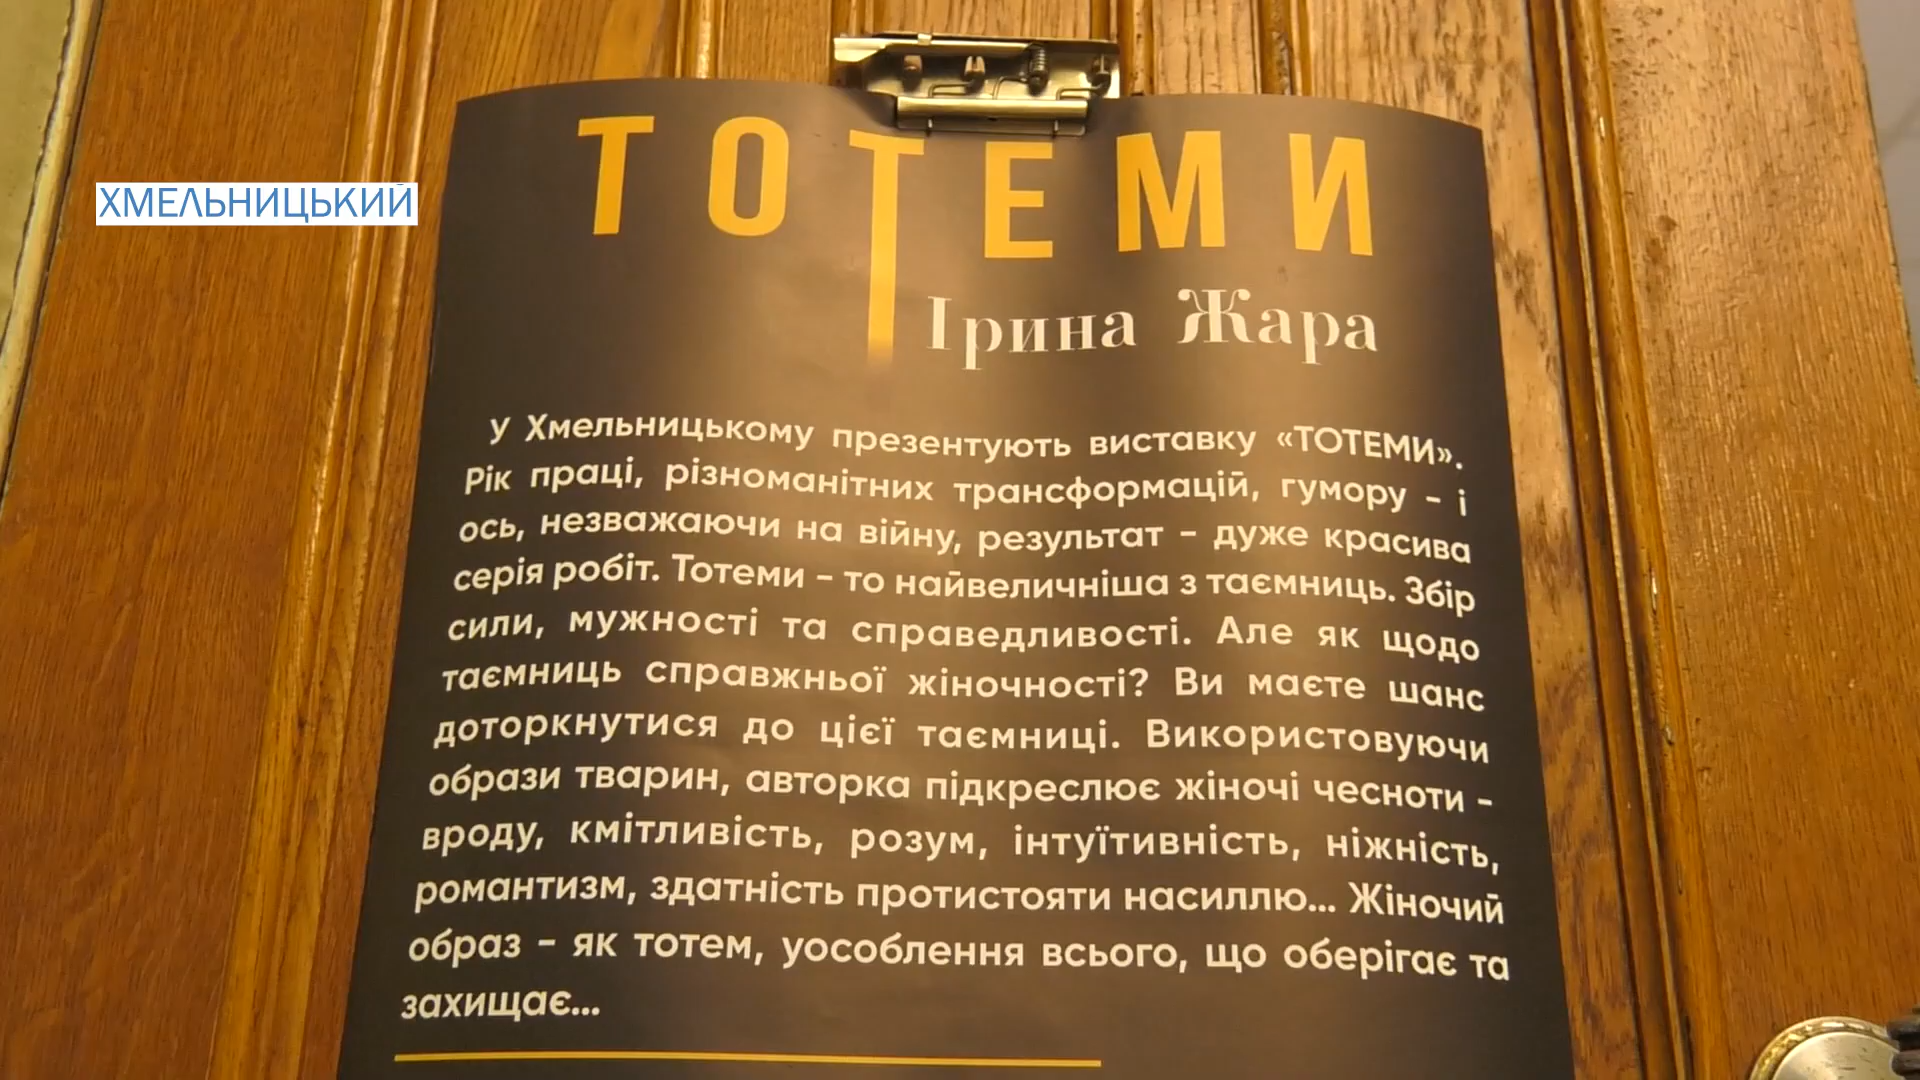 ХМЕЛЬНИЦЬКИЙ
ТОТЕМИ
Ірина Жара
У Хмельницькому презентують виставку «ТОТЕМИ».
Рік праці, різноманітних трансформацій, гумору – і
ось, незважаючи на війну, результат – дуже красива
серія робіт. Тотеми – то найвеличніша з таємниць. Збір
сили, мужності та справедливості. Але як щодо
таємниць справжньої жіночності? Ви маєте шанс
доторкнутися до цієї таємниці. Використовуючи
образи тварин, авторка підкреслює жіночі чесноти –
вроду, кмітливість, розум, інтуїтивність, ніжність,
романтизм, здатність протистояти насиллю... Жіночий
образ – як тотем, уособлення всього, що оберігає та
захищає...